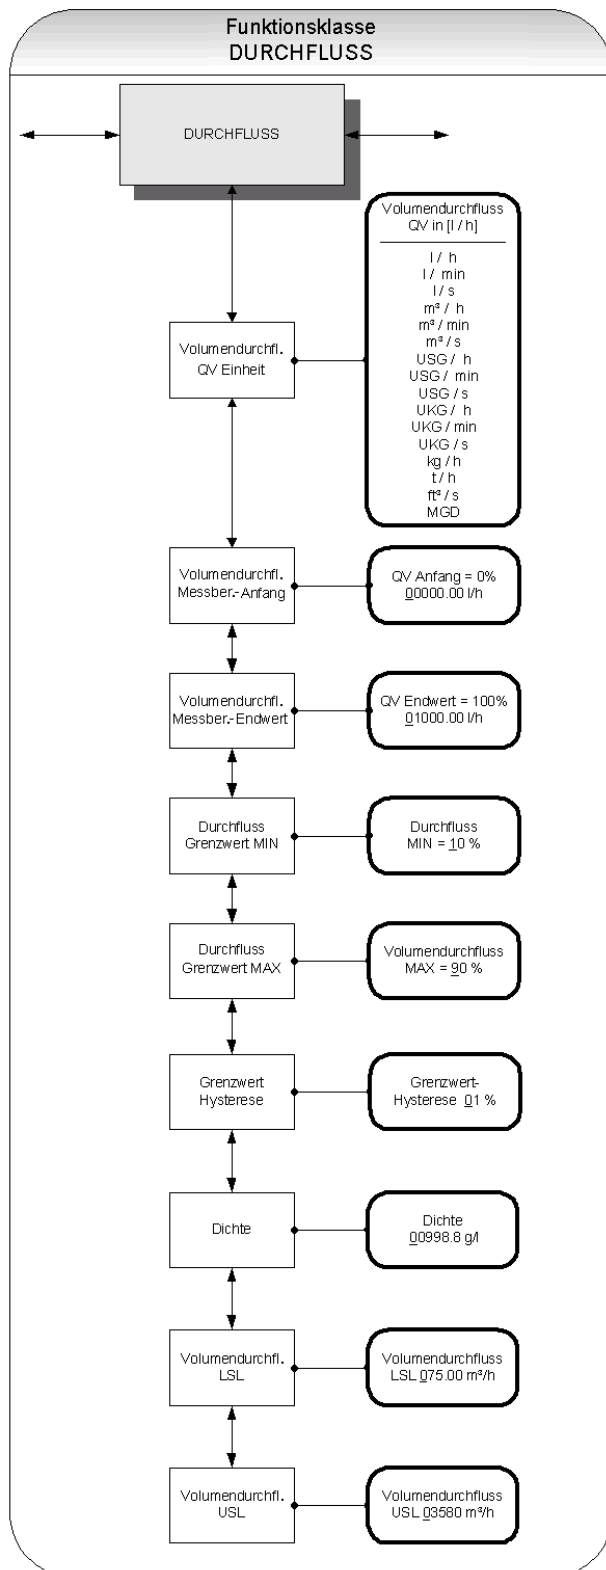 Funktionsklasse
DURCHFLUSS
DURCHFLUSS
Volumendurchfluss
QV in [l / h]
l / h
l / min
l / s
m³ / h
m³ / min
m³ / s
USG / h
USG / min
USG / s
UKG / h
UKG / min
UKG / s
kg / h
t / h
ft³ / s
MGD
Volumendurchfl.
QV Einheit
Volumendurchfl.
Messber.-Anfang
QV Anfang = 0%
00000.00 l/h
Volumendurchfl.
Messber.-Endwert
QV Endwert = 100%
01000.00 l/h
Durchfluss
Grenzwert MIN
Durchfluss
MIN = 10 %
Durchfluss
Grenzwert MAX
Volumendurchfluss
MAX = 90 %
Grenzwert
Hysterese
Grenzwert-
Hysterese 01 %
Dichte
Dichte
00998.8 g/l
Volumendurchfl.
LSL
Volumendurchfluss
LSL 075.00 m³/h
Volumendurchfl.
USL
Volumendurchfluss
USL 03580 m³/h